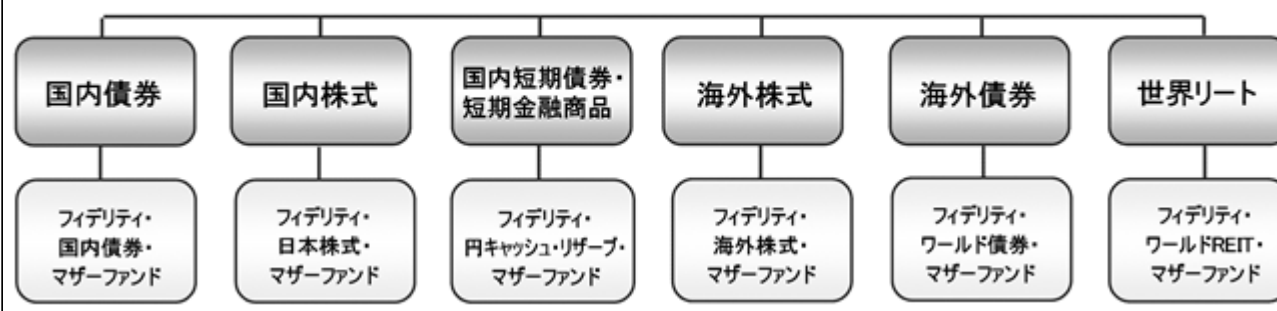 国内債券
国内株式
国内短期債券・
短期金融商品
海外株式
海外債券
世界リート
フィデリティ・
国内債券・
マザーファンド
フィデリティ・
日本株式・
マザーファンド
フィデリティ・
円キャッシュ・リザーブ・
マザーファンド
フィデリティ・
海外株式・
マザーファンド
フィデリティ・
ワールド債券・
マザーファンド
フィデリティ・
ワールドREIT・
マザーファンド